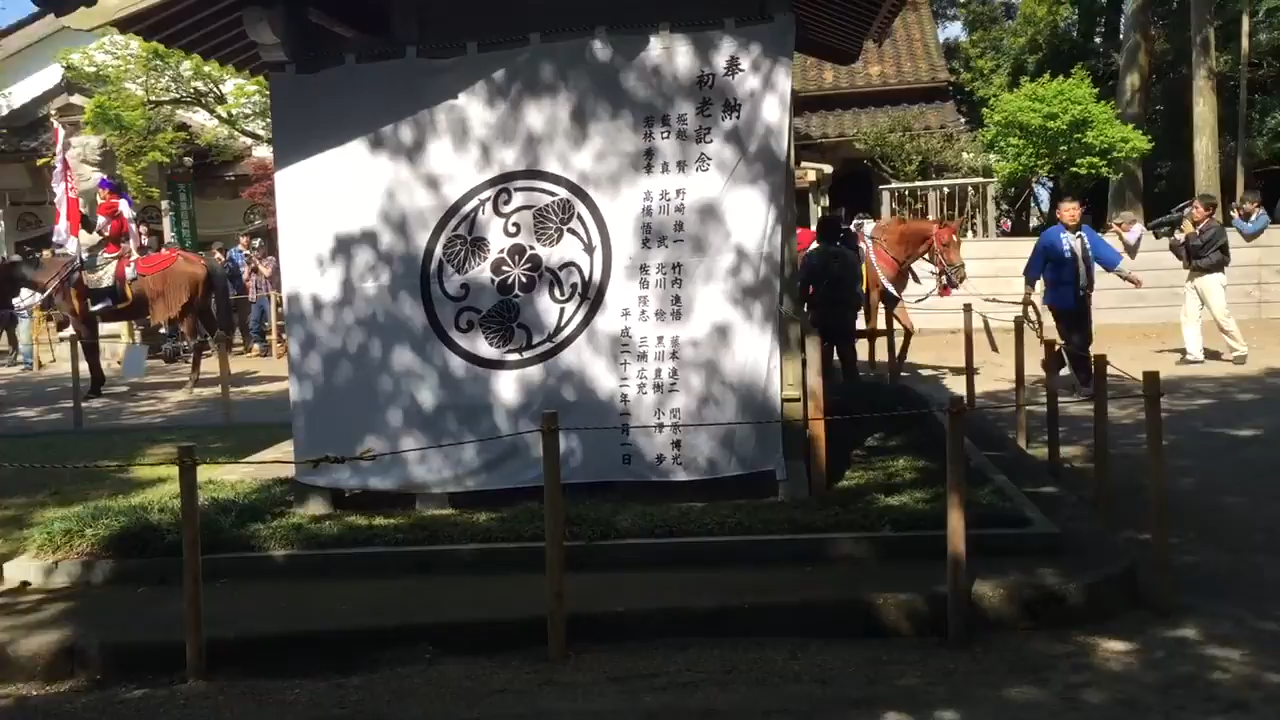 奉納
初老記念
堀越 賢 野崎 雄一 竹内 進悟 藤本 進二 関原 博光
藍口 真 北川 武 北川 稔 黒川 豊樹 小澤 歩
若林 秀幸 高橋 悟史 佐伯 隆志 三浦 広充
平成二十二年一月一日